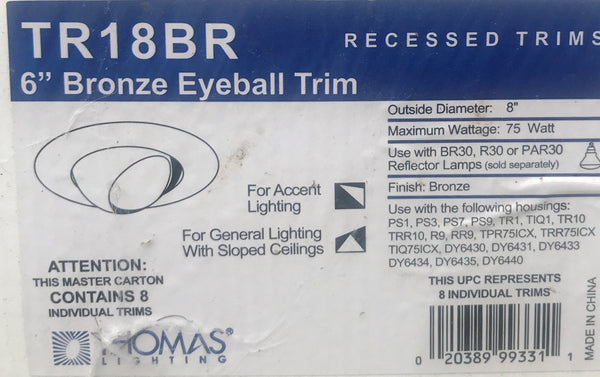 TR18BR
RECESSED TRIMS
6" Bronze Eyeball Trim
Outside Diameter: 8"
Maximum Wattage: 75 Watt
Use with BR30, R30 or PAR30
Reflector Lamps (sold separately)
Finish: Bronze
For Accent
Lighting
For General Lighting
With Sloped Ceilings
Use with the following housings:
PS1, PS3, PS7, PS9, TR1, TIQ1, TR10
TRR10, R9, RR9, TPR75ICX, TRR75ICX
TIQ75ICX, DY6430, DY6431, DY6433
DY6434, DY6435, DY6440
ATTENTION:
THIS MASTER CARTON
CONTAINS 8
INDIVIDUAL TRIMS
THIS UPC REPRESENTS
8 INDIVIDUAL TRIMS
THOMAS®
LIGHTING
0 20389 99331 1
MADE IN CHINA